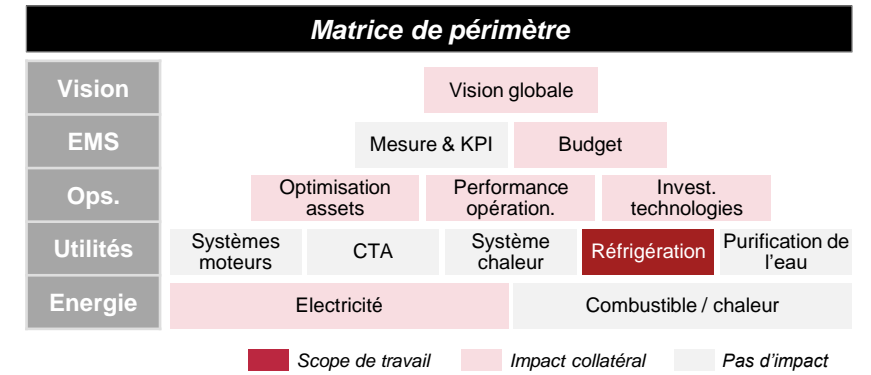 Matrice de périmètre
Vision
Vision globale
EMS
Mesure & KPI
Budget
Ops.
Optimisation
assets
Performance
opération.
Invest.
technologies
Utilités
Systèmes
moteurs
CTA
Système
chaleur
Réfrigération
Purification de
l’eau
Energie
Electricité
Combustible / chaleur
Scope de travail
Impact collatéral
Pas d’impact